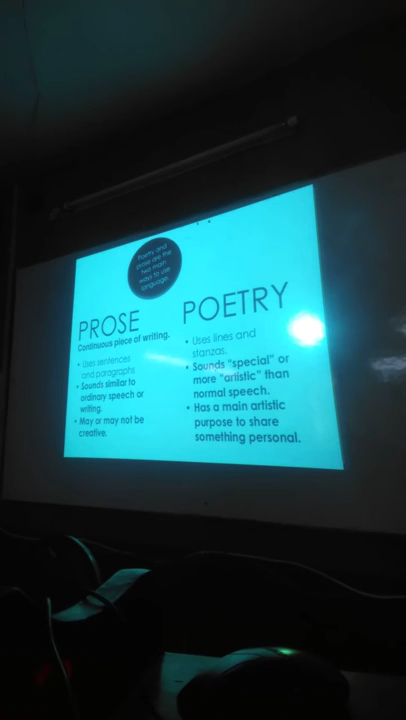 Poetry and
prose are the
two main
ways to use
language.
PROSE
Continuous piece of writing.
• Uses sentences
and paragraphs
• Sounds similar to
ordinary speech or
writing.
• May or may not be
creative.
POETRY
• Uses lines and
stanzas.
• Sounds "special" or
more "artistic" than
normal speech.
• Has a main artistic
purpose to share
something personal.